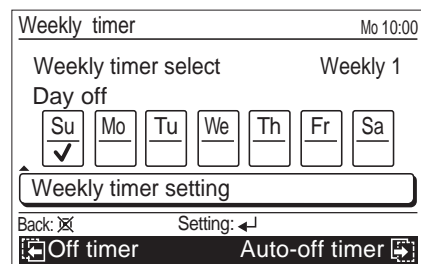 Weekly timer Mo 10:00
Weekly timer select Weekly 1
Day off
Su Mo Tu We Th Fr Sa
Weekly timer setting
Back: Setting:
Off timer Auto-off timer